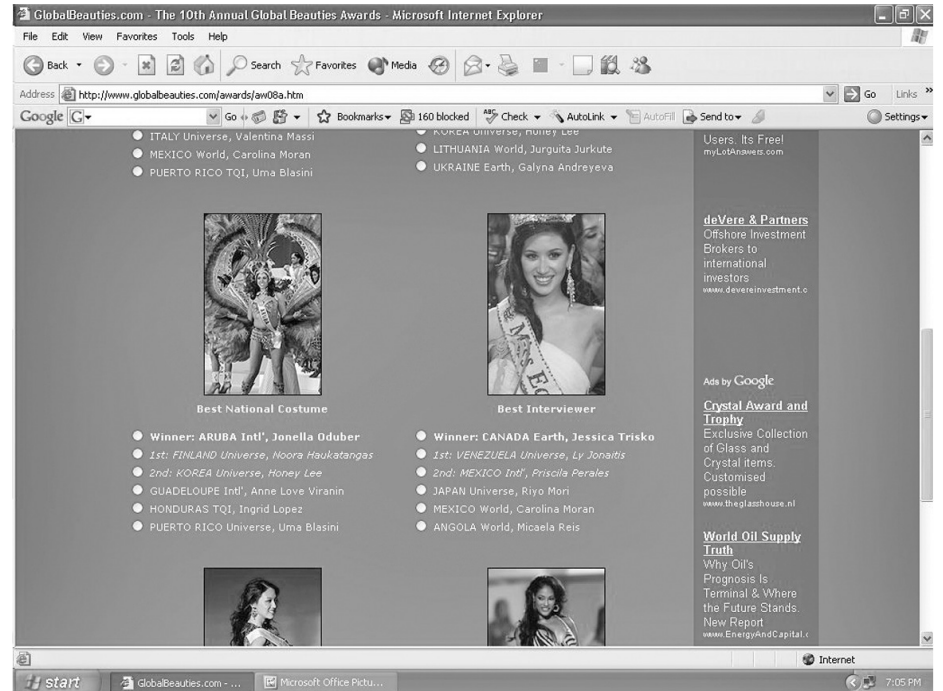 GlobalBeauties.com - The 10th Annual Global Beauties Awards - Microsoft Internet Explorer
File Edit View Favorites Tools Help
Back Search Favorites Media
Address http://www.globalbeauties.com/awards/aw08a.htm Go Links »
Google G Go Bookmarks 160 blocked ABC Check AutoLink AutoFill Send to Settings
ITALY Universe, Valentina Massi
MEXICO World, Carolina Moran
PUERTO RICO TQI, Uma Blasini
KOREA Universe, Honey Lee
LITHUANIA World, Jurguita Jurkute
UKRAINE Earth, Galyna Andreyeva
Best National Costume
Winner: ARUBA Intl', Jonella Oduber
1st: FINLAND Universe, Noora Haukatangas
2nd: KOREA Universe, Honey Lee
GUADELOUPE Intl', Anne Love Viranin
HONDURAS TQI, Ingrid Lopez
PUERTO RICO Universe, Uma Blasini
MISS E
Best Interviewer
Winner: CANADA Earth, Jessica Trisko
1st: VENEZUELA Universe, Ly Jonaitis
2nd: MEXICO Intl', Priscila Perales
JAPAN Universe, Riyo Mori
MEXICO World, Carolina Moran
ANGOLA World, Micaela Reis
Users. Its Free!
myLotAnswers.com
deVere & Partners
Offshore Investment
Brokers to
international
investors
www.devereinvestment.c
Ads by Google
Crystal Award and
Trophy
Exclusive Collection
of Glass and
Crystal items.
Customised
possible
www.theglasshouse.nl
World Oil Supply
Truth
Why Oil's
Prognosis Is
Terminal & Where
the Future Stands.
New Report
www.EnergyAndCapital.c
Internet
start GlobalBeauties.com - ... Microsoft Office Pictu... 7:05 PM